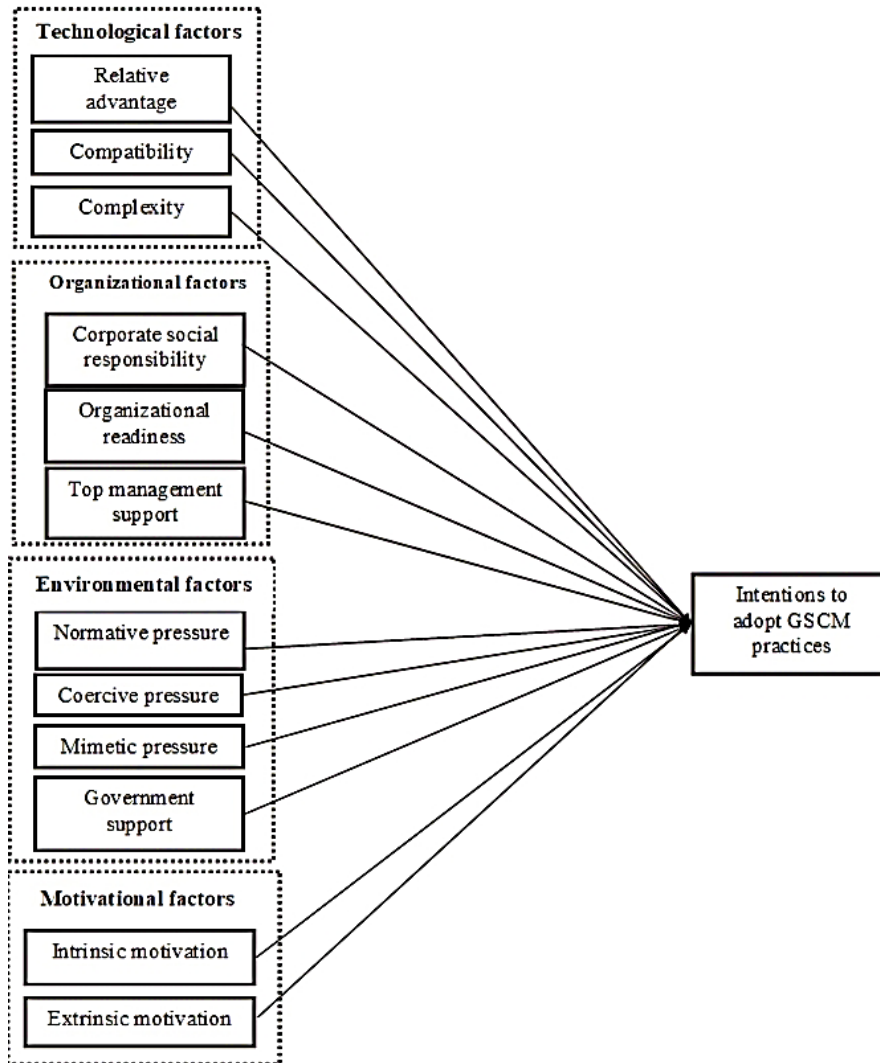 Technological factors
Relative
advantage
Compatibility
Complexity
Organizational factors
Corporate social
responsibility
Organizational
readiness
Top management
support
Environmental factors
Normative pressure
Coercive pressure
Mimetic pressure
Government
support
Motivational factors
Intrinsic motivation
Extrinsic motivation
Intentions to
adopt GSCM
practices